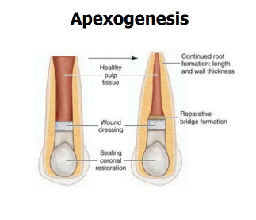 Apexogenesis
Continued root
formation: length
and wall thickness
Healthy
pulp
tissue
Reparative
bridge formation
Wound
dressing
Sealing
coronal
restoration